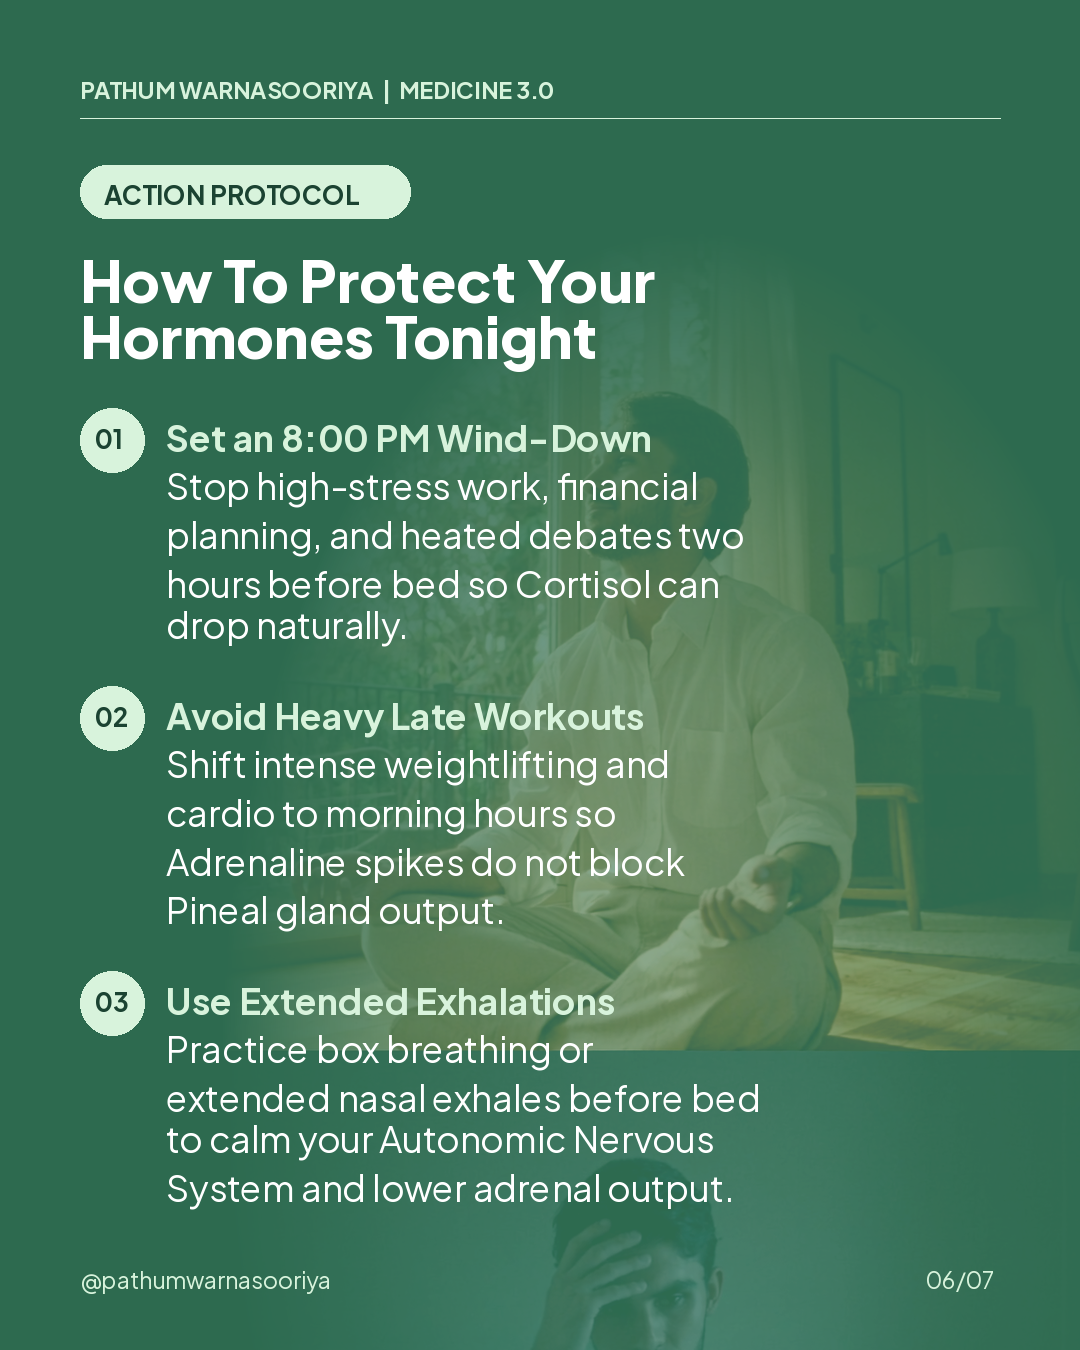 PATHUM WARNASOORIYA | MEDICINE 3.0
ACTION PROTOCOL
How To Protect Your
Hormones Tonight
01
Set an 8:00 PM Wind-Down
Stop high-stress work, financial
planning, and heated debates two
hours before bed so Cortisol can
drop naturally.
02
Avoid Heavy Late Workouts
Shift intense weightlifting and
cardio to morning hours so
Adrenaline spikes do not block
Pineal gland output.
03
Use Extended Exhalations
Practice box breathing or
extended nasal exhales before bed
to calm your Autonomic Nervous
System and lower adrenal output.
@pathumwarnasooriya
06/07